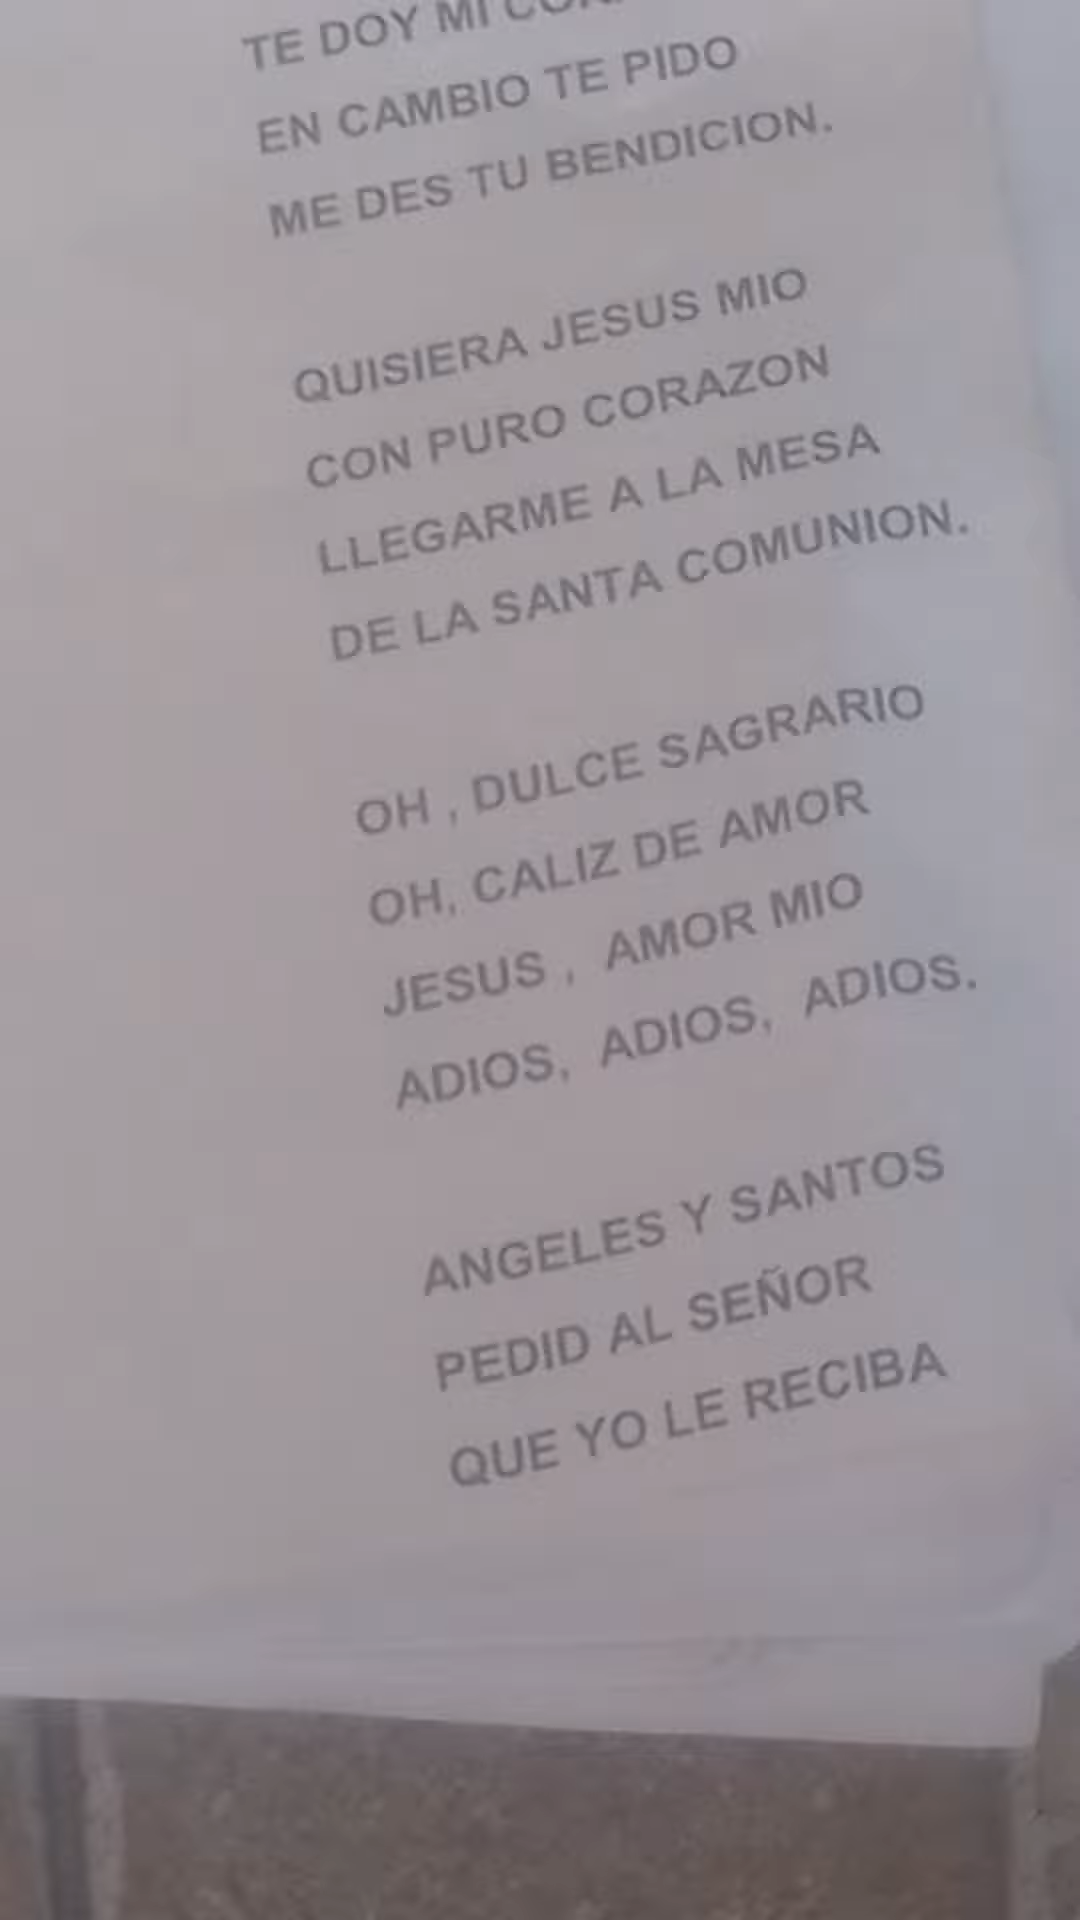 TE DOY MI
EN CAMBIO TE PIDO
ME DES TU BENDICION.
QUISIERA JESUS MIO
CON PURO CORAZON
LLEGARME A LA MESA
DE LA SANTA COMUNION.
OH , DULCE SAGRARIO
OH, CALIZ DE AMOR
JESUS , AMOR MIO
ADIOS, ADIOS, ADIOS.
ANGELES Y SANTOS
PEDID AL SEÑOR
QUE YO LE RECIBA